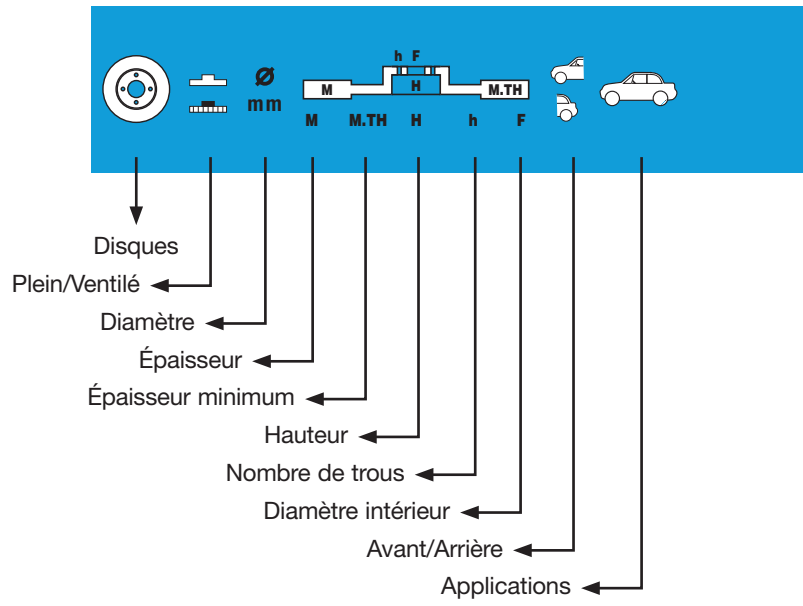 h F
Ø
M H M.TH
mm
M M.TH H h F
Disques
Plein/Ventilé
Diamètre
Épaisseur
Épaisseur minimum
Hauteur
Nombre de trous
Diamètre intérieur
Avant/Arrière
Applications